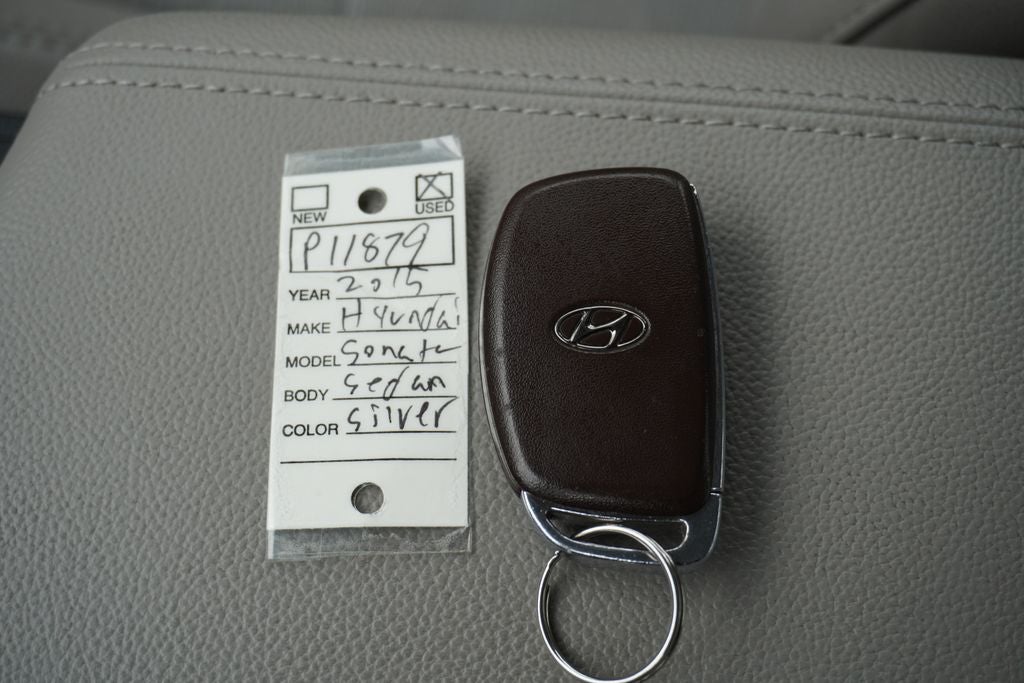 NEW USED
P11879
YEAR 2015
MAKE Hyundai
MODEL Sonata
BODY Sedan
COLOR Silver